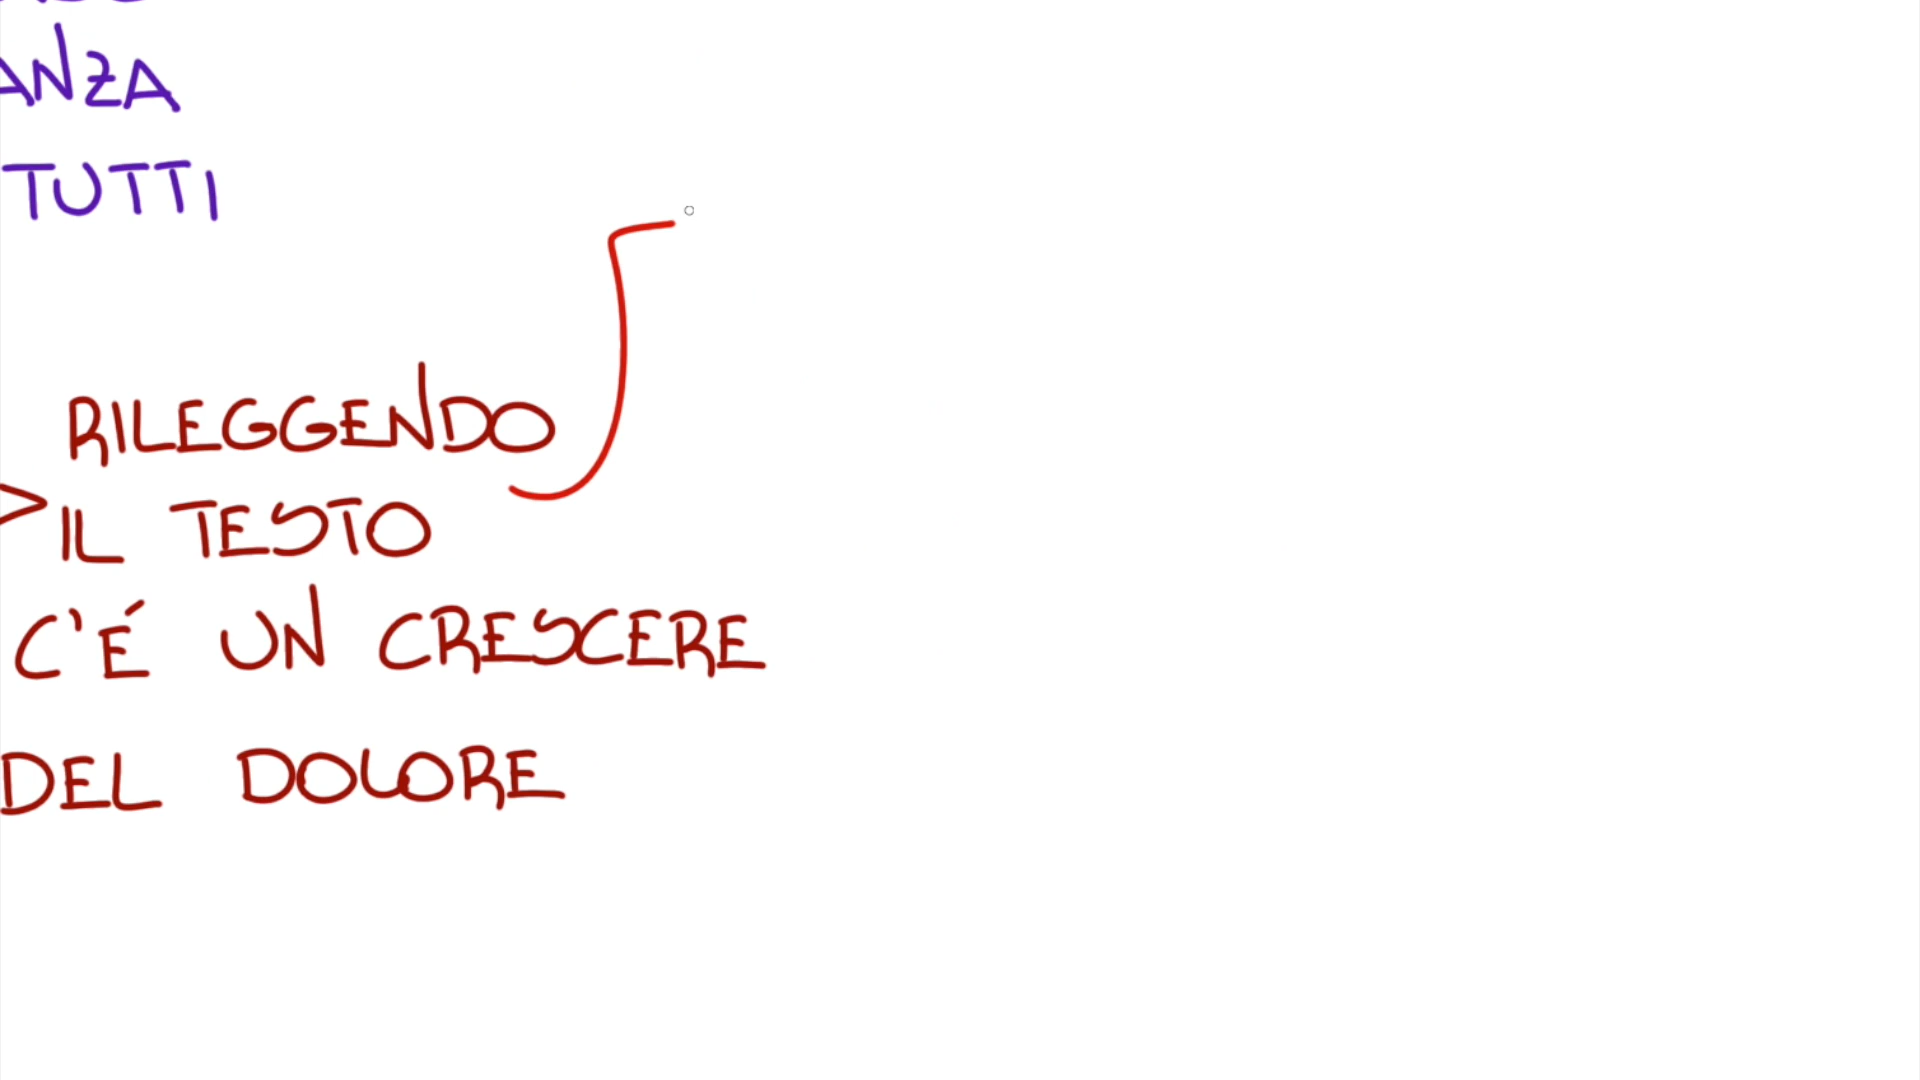 ANZA
TUTTI
RILEGGENDO
IL TESTO
C'É UN CRESCERE
DEL DOLORE